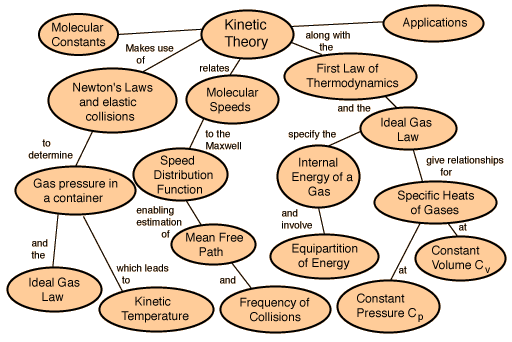 Kinetic
Theory
Molecular
Constants
Applications
Makes use
of
relates
along with
the
Newton's Laws
and elastic
collisions
Molecular
Speeds
First Law of
Thermodynamics
and the
to
determine
to the
Maxwell
specify the
Ideal Gas
Law
give relationships
for
Gas pressure in
a container
Speed
Distribution
Function
Internal
Energy of a
Gas
Specific Heats
of Gases
enabling
estimation
of
and
involve
at
and
the
which leads
to
Mean Free
Path
Equipartition
of Energy
Constant
Volume Cv
at
Ideal Gas
Law
Kinetic
Temperature
and
Frequency of
Collisions
Constant
Pressure Cp